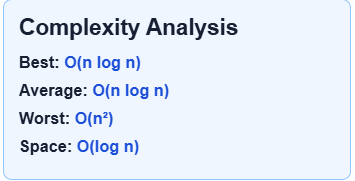 Complexity Analysis
Best: O(n log n)
Average: O(n log n)
Worst: O(n²)
Space: O(log n)